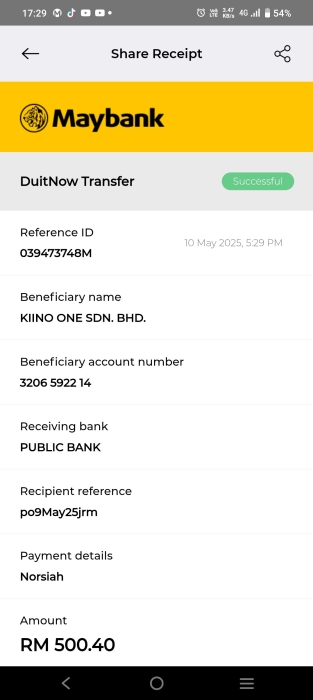 17:29
VoB
LTE
3.47
KB/s
4G
54%
Share Receipt
Maybank
DuitNow Transfer
Successful
Reference ID
039473748M
10 May 2025, 5:29 PM
Beneficiary name
KIINO ONE SDN. BHD.
Beneficiary account number
3206 5922 14
Receiving bank
PUBLIC BANK
Recipient reference
po9May25jrm
Payment details
Norsiah
Amount
RM 500.40